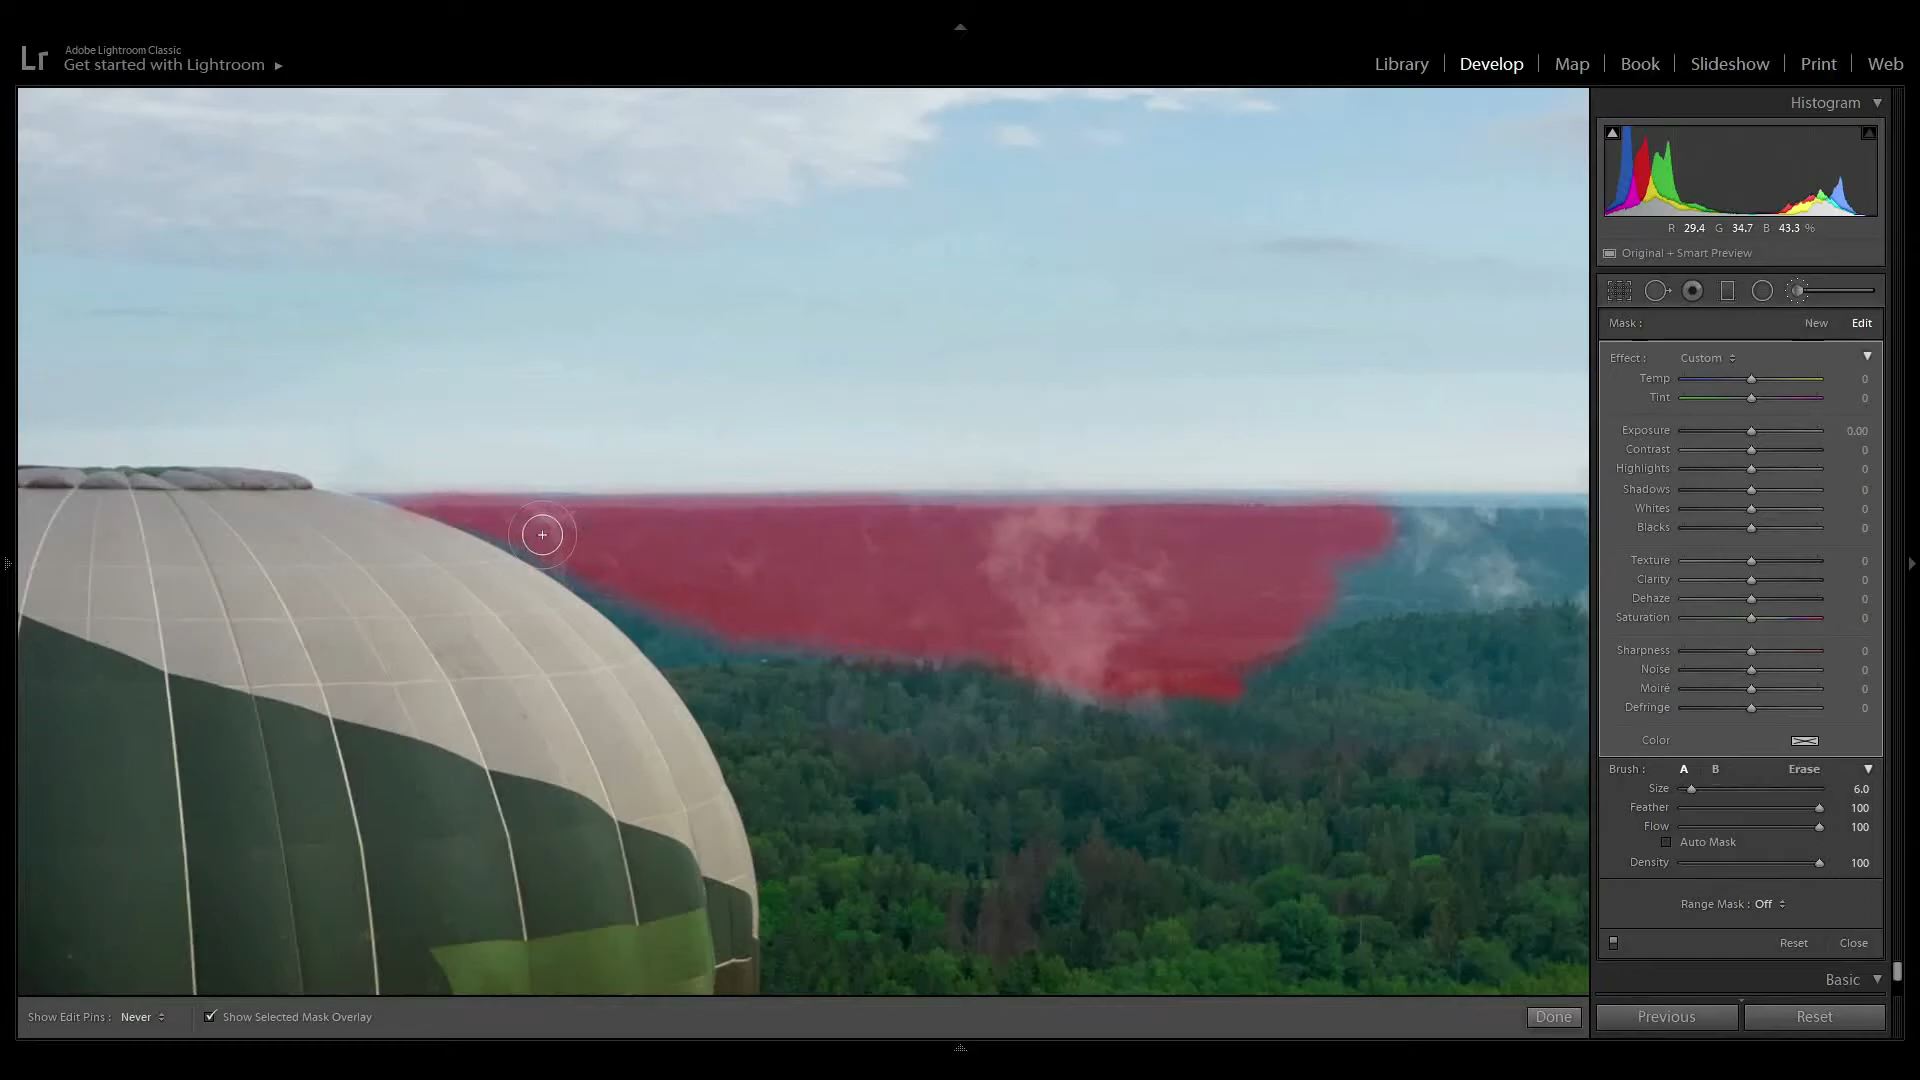 Lr
Adobe Lightroom Classic
Get started with Lightroom
Library
Develop
Map
Book
Slideshow
Print
Web
Histogram
R 29.4 G 34.7 B 43.3 %
Original + Smart Preview
Mask : New Edit
Effect : Custom
Temp 0
Tint 0
Exposure 0.00
Contrast 0
Highlights 0
Shadows 0
Whites 0
Blacks 0
Texture 0
Clarity 0
Dehaze 0
Saturation 0
Sharpness 0
Noise 0
Moiré 0
Defringe 0
Color
Brush : A B Erase
Size 6.0
Feather 100
Flow 100
Auto Mask
Density 100
Range Mask : Off
Reset Close
Basic
Show Edit Pins : Never
Show Selected Mask Overlay
Done
Previous
Reset